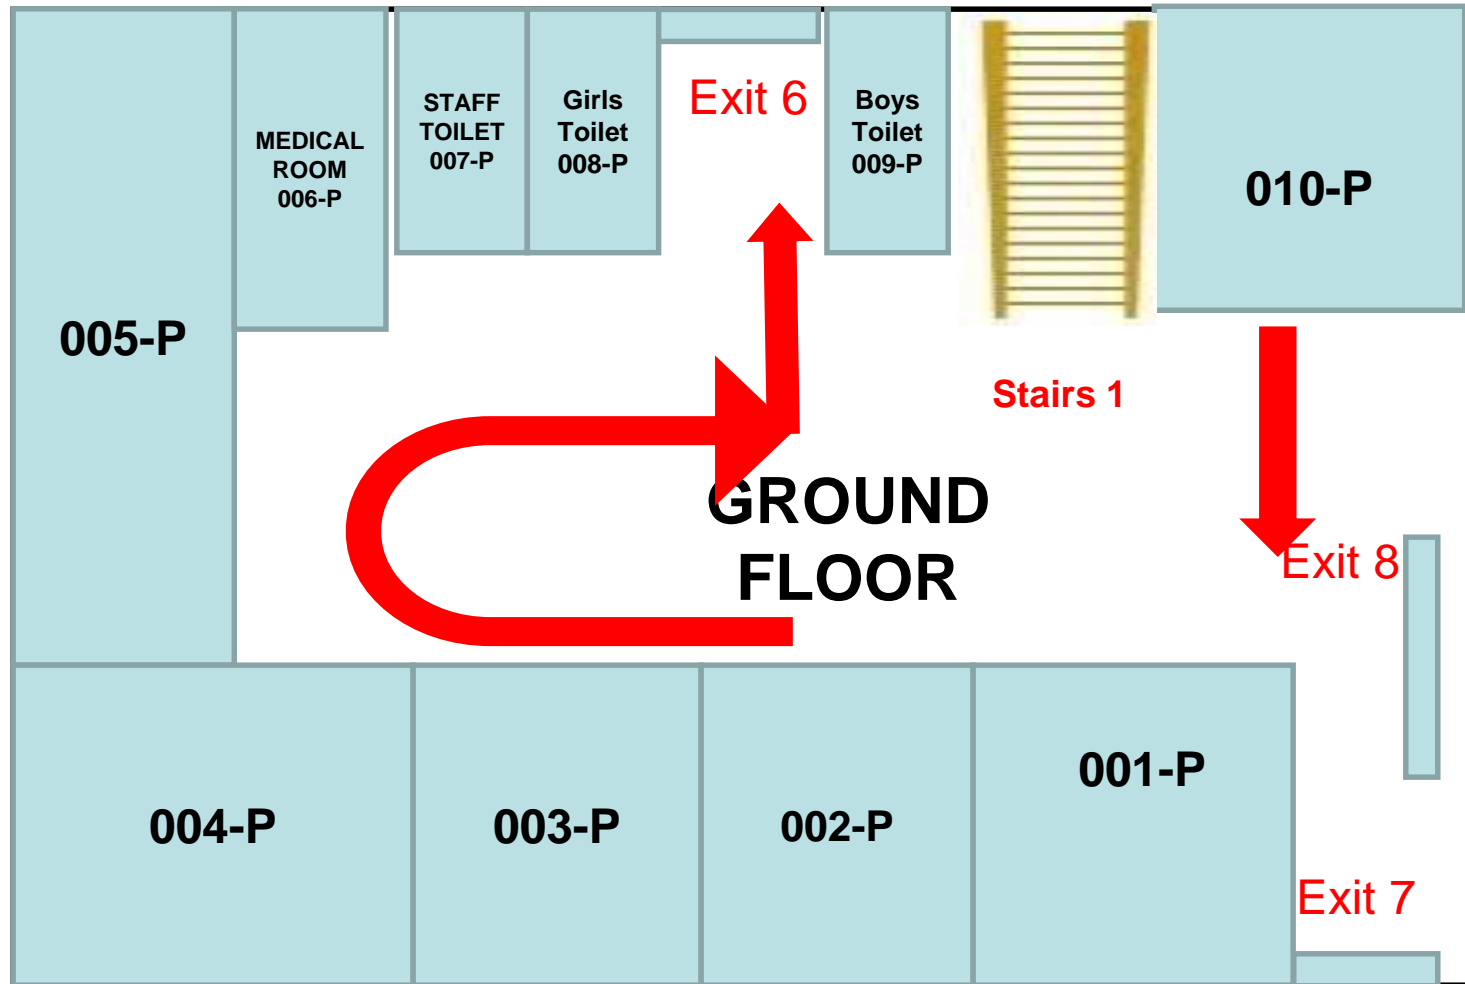 MEDICAL
ROOM
006-P
STAFF
TOILET
007-P
Girls
Toilet
008-P
Exit 6
Boys
Toilet
009-P
010-P
005-P
Stairs 1
GROUND
FLOOR
Exit 8
004-P
003-P
002-P
001-P
Exit 7